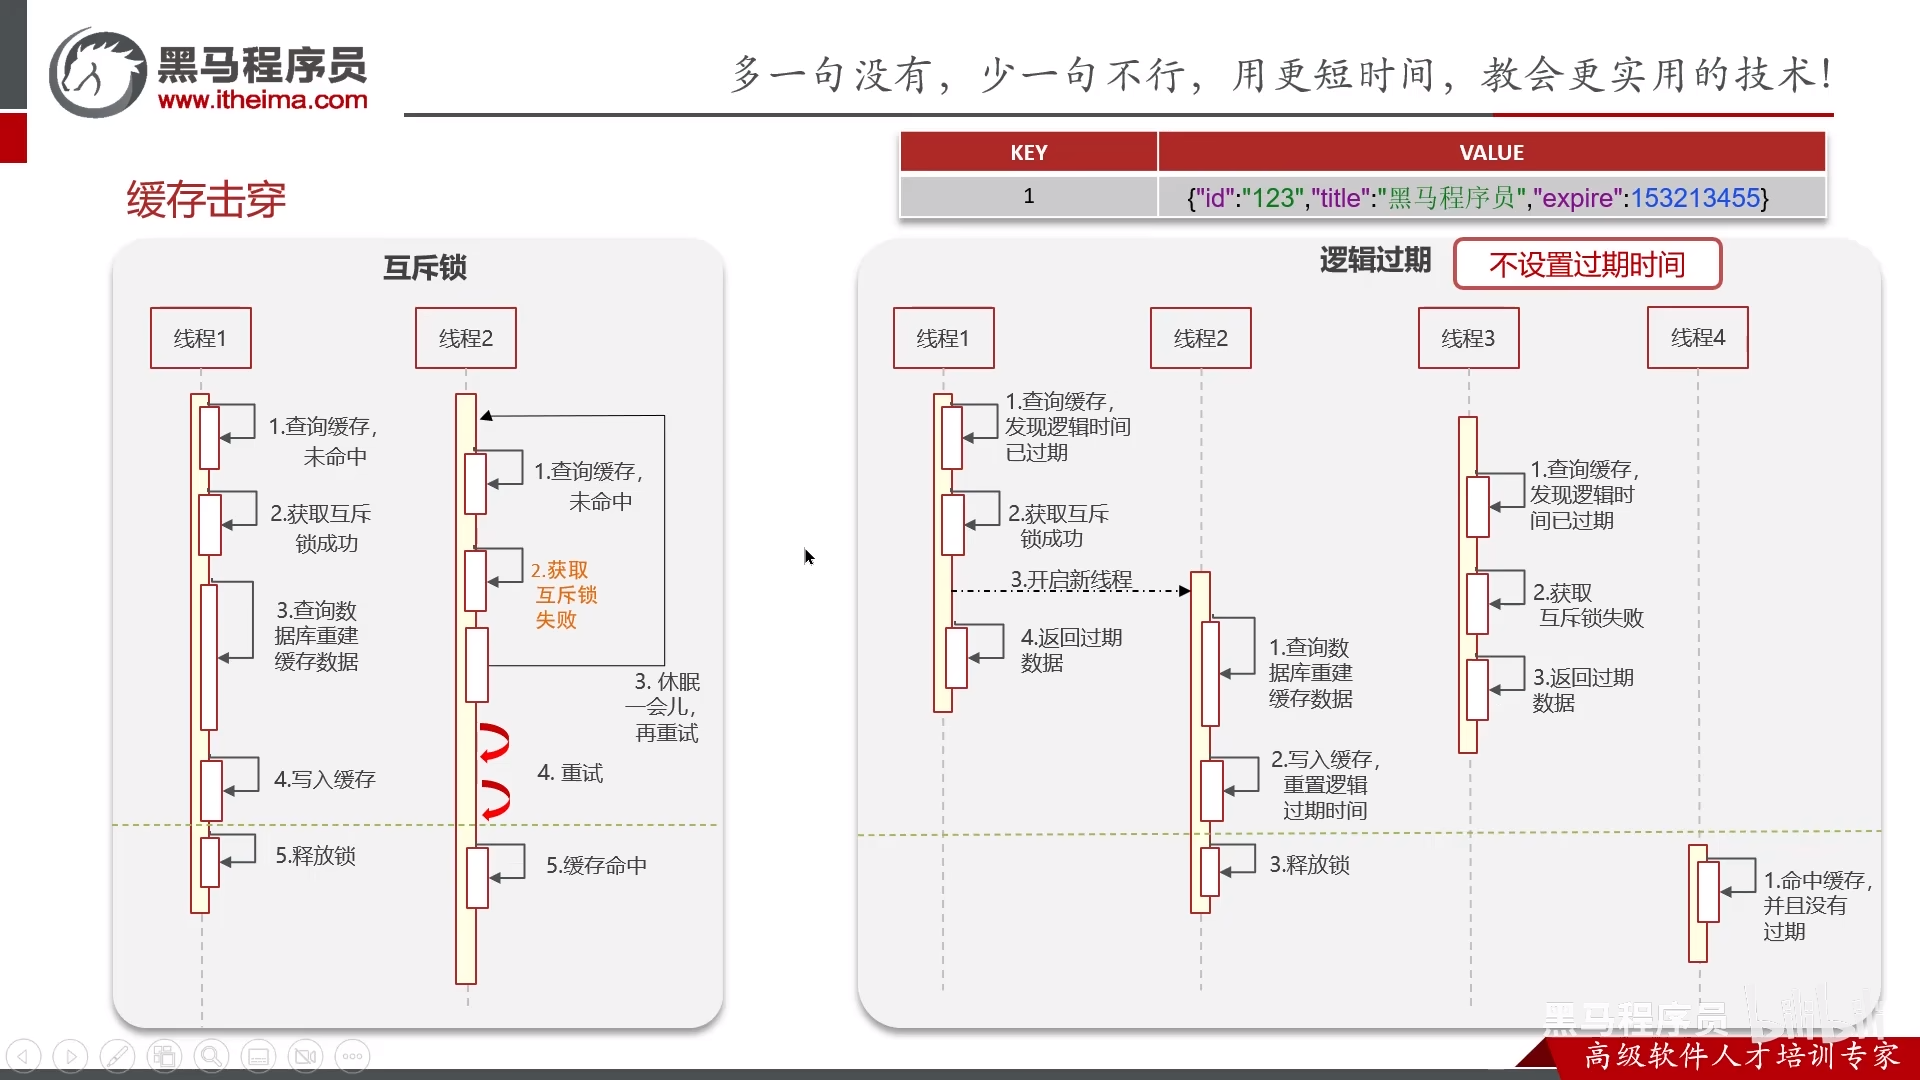 黑马程序员
www.itheima.com
多一句没有，少一句不行，用更短时间，教会更实用的技术！
KEY
VALUE
1
{"id":"123","title":"黑马程序员","expire":153213455}
缓存击穿
互斥锁
线程1
线程2
1.查询缓存，
未命中
2.获取互斥
锁成功
3.查询数
据库重建
缓存数据
4.写入缓存
5.释放锁
1.查询缓存，
未命中
2.获取
互斥锁
失败
3. 休眠
一会儿，
再重试
4. 重试
5.缓存命中
逻辑过期
不设置过期时间
线程1
线程2
线程3
线程4
1.查询缓存，
发现逻辑时间
已过期
2.获取互斥
锁成功
3.开启新线程
4.返回过期
数据
1.查询数
据库重建
缓存数据
2.写入缓存，
重置逻辑
过期时间
3.释放锁
1.查询缓存，
发现逻辑时
间已过期
2.获取
互斥锁失败
3.返回过期
数据
1.命中缓存，
并且没有
过期
黑马程序员
bilibili
高级软件人才培训专家